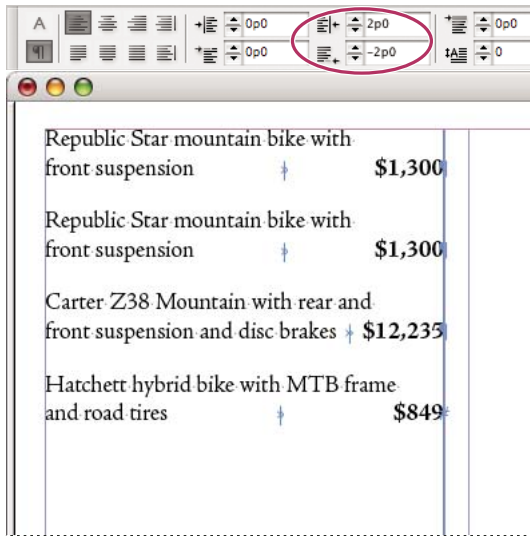 A 0p0 2p0 0p0
¶ 0p0 -2p0 0
Republic Star mountain bike with
front suspension $1,300
Republic Star mountain bike with
front suspension $1,300
Carter Z38 Mountain with rear and
front suspension and disc brakes $12,235
Hatchett hybrid bike with MTB frame
and road tires $849